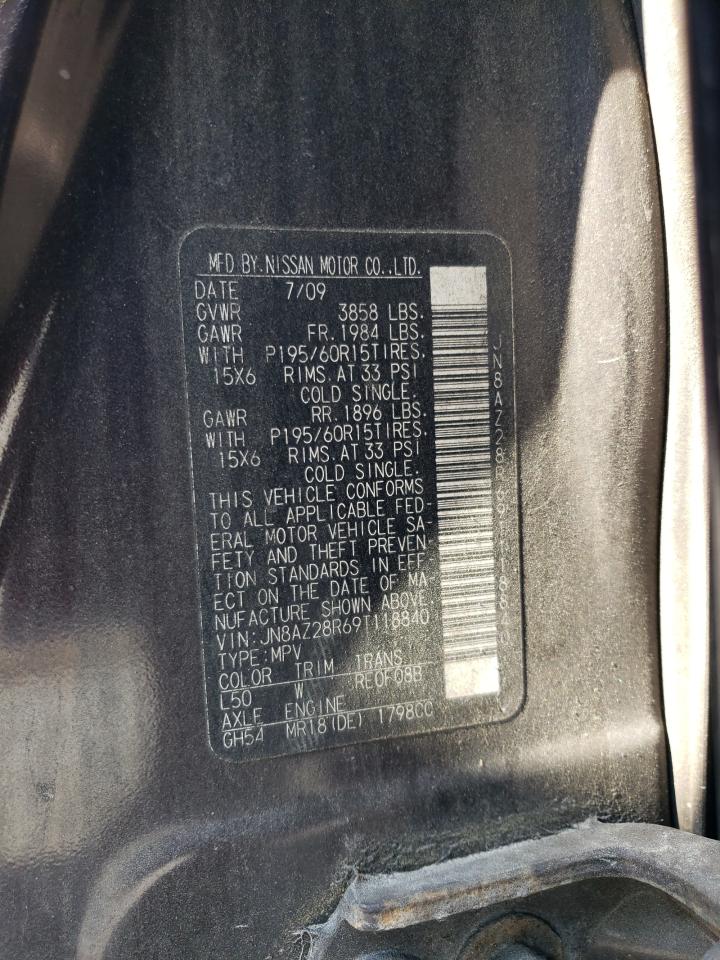 MFD BY.NISSAN MOTOR CO.,LTD.
DATE 7/09
GVWR 3858 LBS.
GAWR FR.1984 LBS.
WITH P195/60R15TIRES.
15X6 RIMS.AT 33 PSI
COLD SINGLE.
GAWR RR.1896 LBS.
WITH P195/60R15TIRES.
15X6 RIMS.AT 33 PSI
COLD SINGLE.
THIS VEHICLE CONFORMS
TO ALL APPLICABLE FED-
ERAL MOTOR VEHICLE SA-
FETY AND THEFT PREVEN
TION STANDARDS IN EFF
ECT ON THE DATE OF MA
NUFACTURE SHOWN ABOVE
VIN:JN8AZ28R69T118840
TYPE:MPV
COLOR TRIM TRANS
L50 W RE0F08B
AXLE ENGINE
GH54 MR18(DE) 1798CC